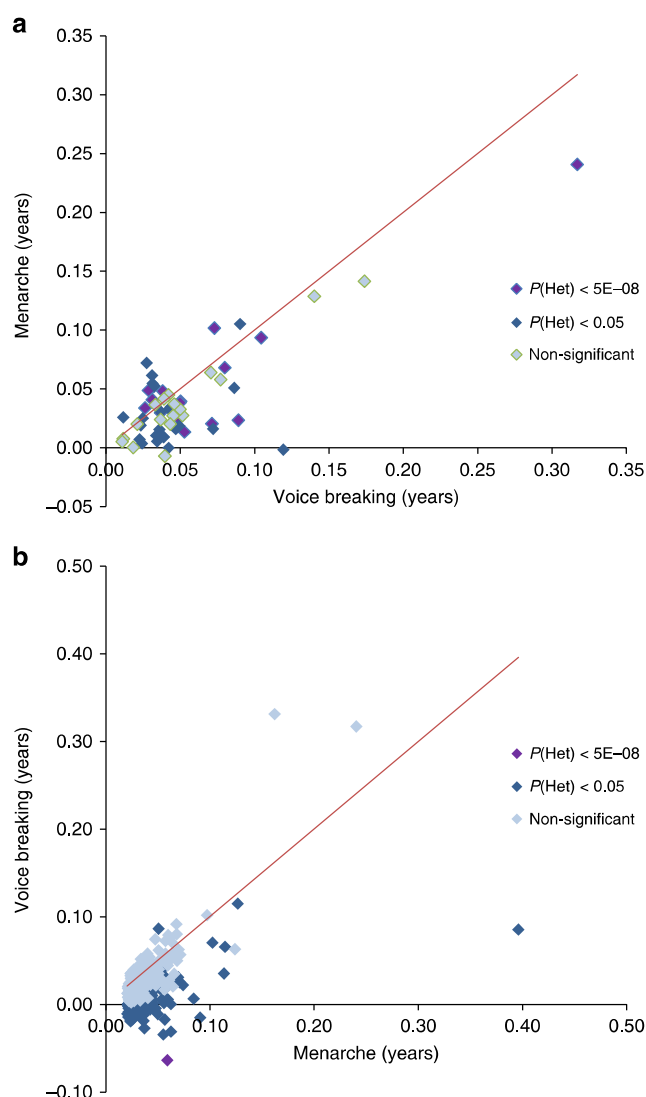 a
0.35
0.30
0.25
0.20
0.15
0.10
0.05
0.00
–0.05
Menarche (years)
0.00 0.05 0.10 0.15 0.20 0.25 0.30 0.35
Voice breaking (years)
P(Het) < 5E–08
P(Het) < 0.05
Non-significant
b
0.50
0.40
0.30
0.20
0.10
0.00
–0.10
Voice breaking (years)
0.00 0.10 0.20 0.30 0.40 0.50
Menarche (years)
P(Het) < 5E–08
P(Het) < 0.05
Non-significant